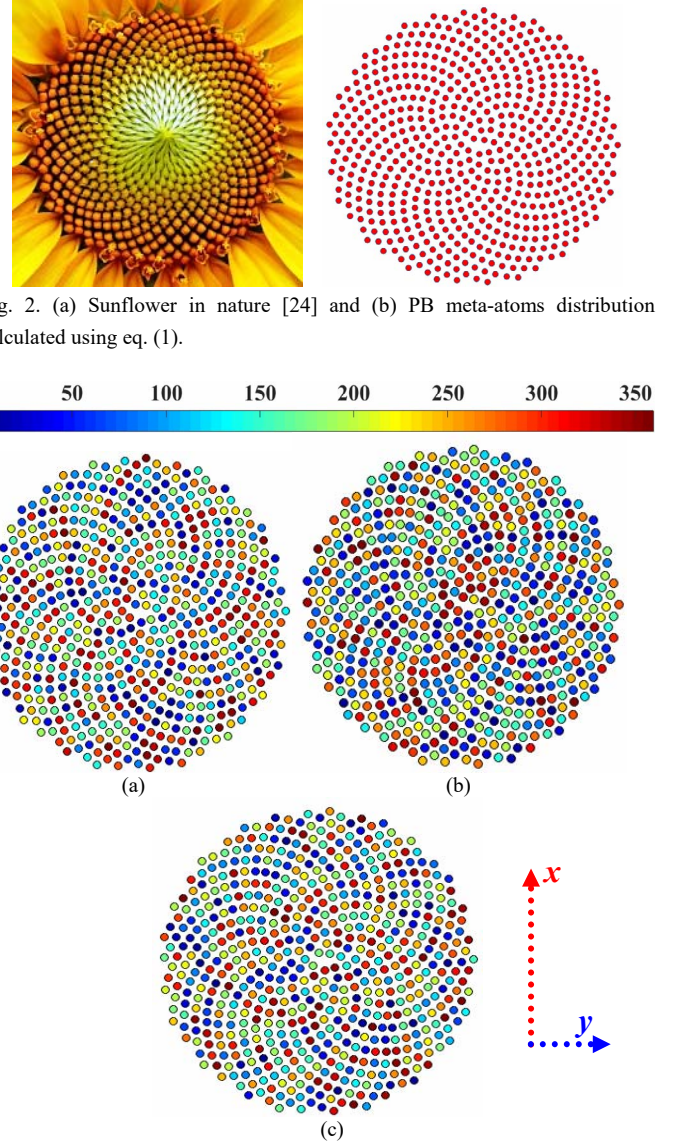 g. 2. (a) Sunflower in nature [24] and (b) PB meta-atoms distribution
lculated using eq. (1).
50 100 150 200 250 300 350
(a) (b)
x
y
(c)